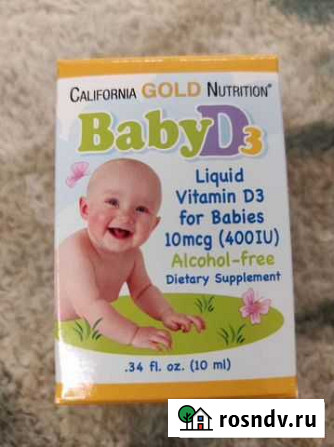 CALIFORNIA GOLD NUTRITION®
BabyD3
Liquid
Vitamin D3
for Babies
10mcg (400IU)
Alcohol-free
Dietary Supplement
.34 fl. oz. (10 ml)
rosndv.ru